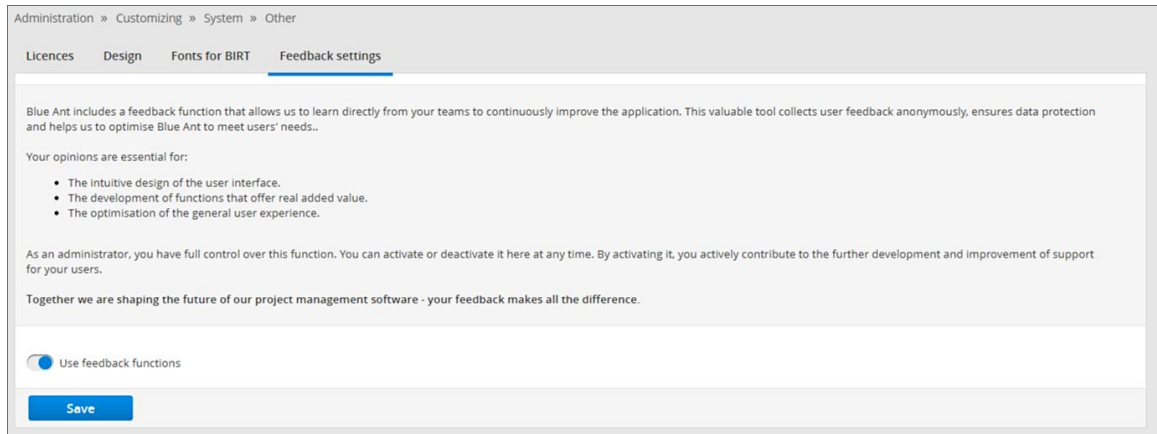 Administration » Customizing » System » Other
Licences Design Fonts for BIRT Feedback settings
Blue Ant includes a feedback function that allows us to learn directly from your teams to continuously improve the application. This valuable tool collects user feedback anonymously, ensures data protection
and helps us to optimise Blue Ant to meet users' needs..
Your opinions are essential for:
• The intuitive design of the user interface.
• The development of functions that offer real added value.
• The optimisation of the general user experience.
As an administrator, you have full control over this function. You can activate or deactivate it here at any time. By activating it, you actively contribute to the further development and improvement of support
for your users.
Together we are shaping the future of our project management software - your feedback makes all the difference.
Use feedback functions
Save